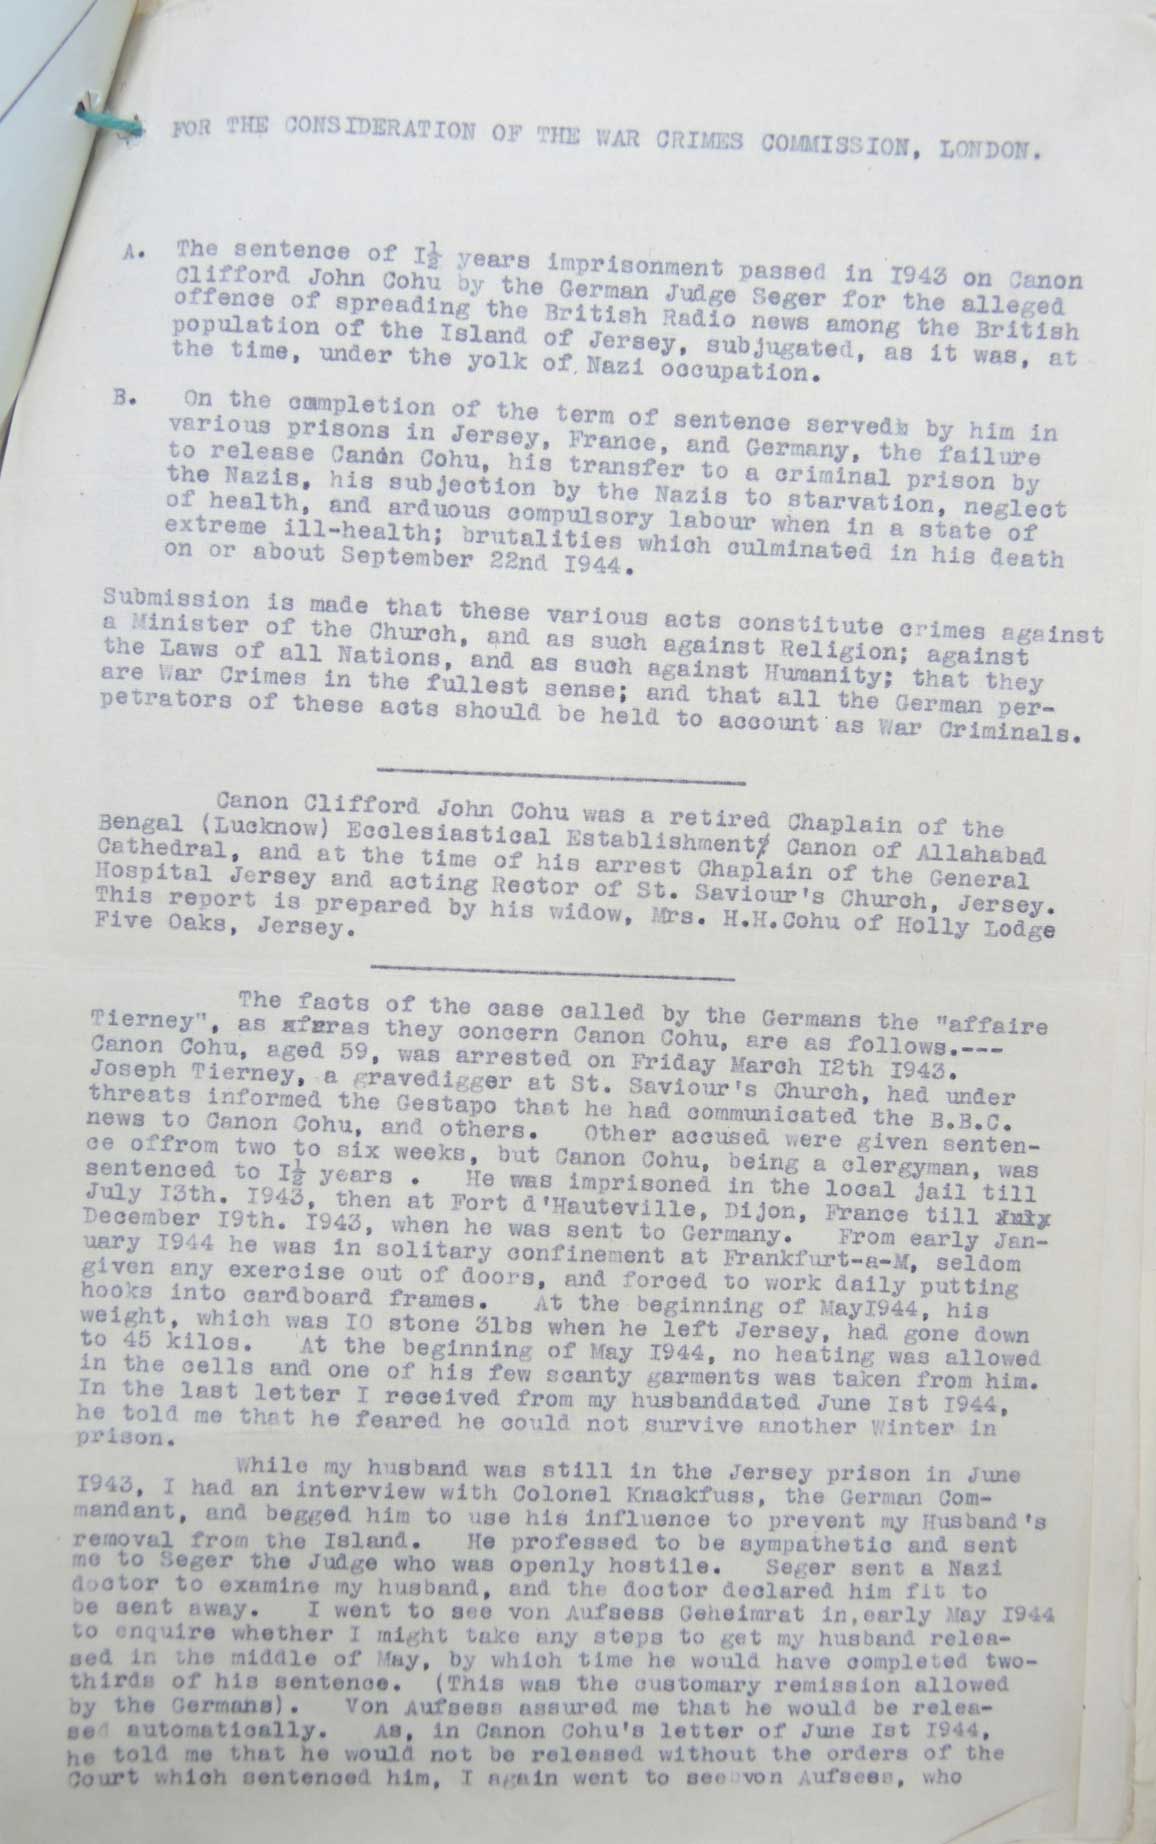 FOR THE CONSIDERATION OF THE WAR CRIMES COMMISSION, LONDON.
A. The sentence of I½ years imprisonment passed in I943 on Canon
Clifford John Cohu by the German Judge Seger for the alleged
offence of spreading the British Radio news among the British
population of the Island of Jersey, subjugated, as it was, at
the time, under the yolk of Nazi occupation.
B. On the completion of the term of sentence served by him in
various prisons in Jersey, France, and Germany, the failure
to release Canon Cohu, his transfer to a criminal prison by
the Nazis, his subjection by the Nazis to starvation, neglect
of health, and arduous compulsory labour when in a state of
extreme ill-health; brutalities which culminated in his death
on or about September 22nd I944.
Submission is made that these various acts constitute crimes against
a Minister of the Church, and as such against Religion; against
the Laws of all Nations, and as such against Humanity; that they
are War Crimes in the fullest sense; and that all the German per-
petrators of these acts should be held to account as War Criminals.
Canon Clifford John Cohu was a retired Chaplain of the
Bengal (Lucknow) Ecclesiastical Establishment; Canon of Allahabad
Cathedral, and at the time of his arrest Chaplain of the General
Hospital Jersey and acting Rector of St. Saviour's Church, Jersey.
This report is prepared by his widow, Mrs. H.H.Cohu of Holly Lodge
Five Oaks, Jersey.
The facts of the case called by the Germans the "affaire
Tierney", as far as they concern Canon Cohu, are as follows.---
Canon Cohu, aged 59, was arrested on Friday March I2th I943.
Joseph Tierney, a gravedigger at St. Saviour's Church, had under
threats informed the Gestapo that he had communicated the B.B.C.
news to Canon Cohu, and others. Other accused were given senten-
ce offrom two to six weeks, but Canon Cohu, being a clergyman, was
sentenced to I½ years . He was imprisoned in the local jail till
July I3th. I943, then at Fort d'Hauteville, Dijon, France till
December I9th. I943, when he was sent to Germany. From early Jan-
uary I944 he was in solitary confinement at Frankfurt-a-M, seldom
given any exercise out of doors, and forced to work daily putting
hooks into cardboard frames. At the beginning of MayI944, his
weight, which was IO stone 3lbs when he left Jersey, had gone down
to 45 kilos. At the beginning of May I944, no heating was allowed
in the cells and one of his few scanty garments was taken from him.
In the last letter I received from my husbanddated June Ist I944,
he told me that he feared he could not survive another Winter in
prison.
While my husband was still in the Jersey prison in June
I943, I had an interview with Colonel Knackfuss, the German Com-
mandant, and begged him to use his influence to prevent my Husband's
removal from the Island. He professed to be sympathetic and sent
me to Seger the Judge who was openly hostile. Seger sent a Nazi
doctor to examine my husband, and the doctor declared him fit to
be sent away. I went to see von Aufsess Geheimrat in,early May I944
to enquire whether I might take any steps to get my husband relea-
sed in the middle of May, by which time he would have completed two-
thirds of his sentence. (This was the customary remission allowed
by the Germans). Von Aufsess assured me that he would be relea-
sed automatically. As, in Canon Cohu's letter of June Ist I944,
he told me that he would not be released without the orders of the
Court which sentenced him, I again went to see von Aufsess, who